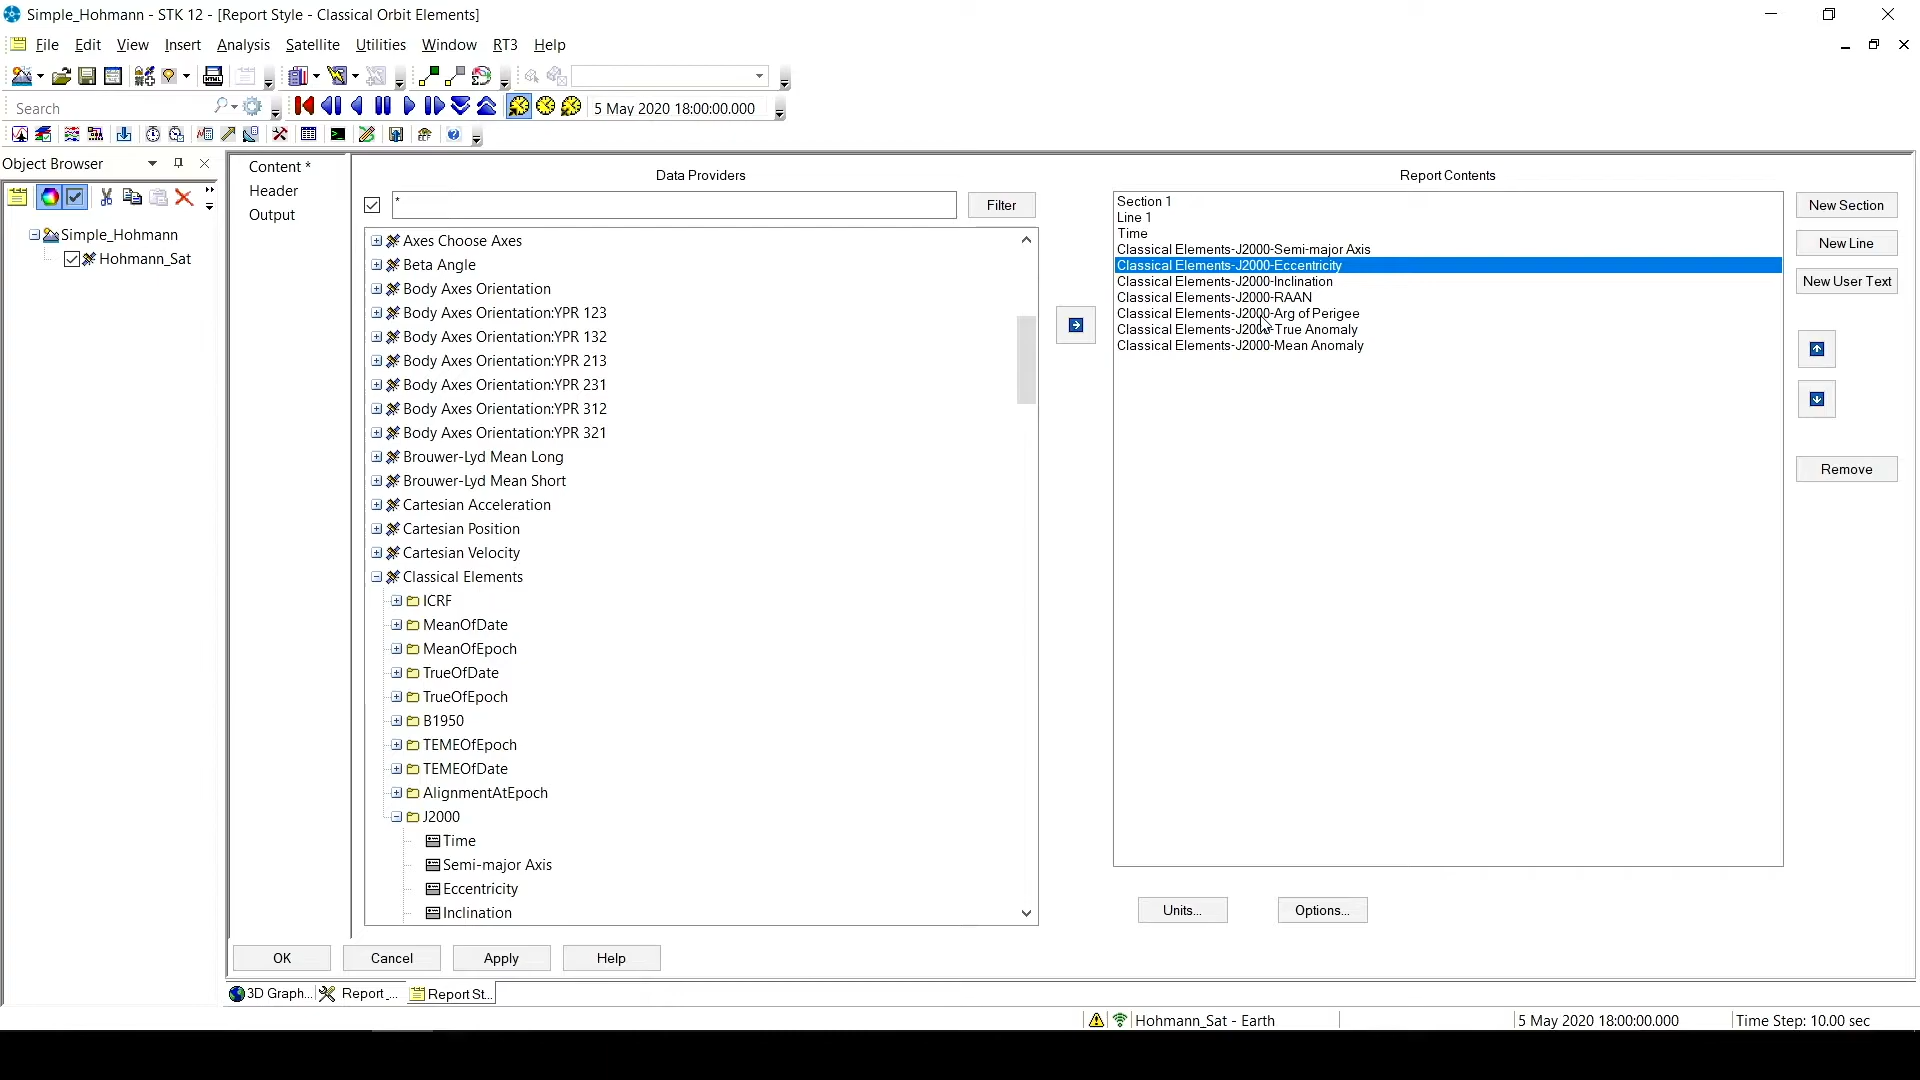 Simple_Hohmann - STK 12 - [Report Style - Classical Orbit Elements]
File Edit View Insert Analysis Satellite Utilities Window RT3 Help
Search
5 May 2020 18:00:00.000
Object Browser
Simple_Hohmann
Hohmann_Sat
Content *
Header
Output
Data Providers
*
Filter
Axes Choose Axes
Beta Angle
Body Axes Orientation
Body Axes Orientation:YPR 123
Body Axes Orientation:YPR 132
Body Axes Orientation:YPR 213
Body Axes Orientation:YPR 231
Body Axes Orientation:YPR 312
Body Axes Orientation:YPR 321
Brouwer-Lyd Mean Long
Brouwer-Lyd Mean Short
Cartesian Acceleration
Cartesian Position
Cartesian Velocity
Classical Elements
ICRF
MeanOfDate
MeanOfEpoch
TrueOfDate
TrueOfEpoch
B1950
TEMEOfEpoch
TEMEOfDate
AlignmentAtEpoch
J2000
Time
Semi-major Axis
Eccentricity
Inclination
Report Contents
Section 1
Line 1
Time
Classical Elements-J2000-Semi-major Axis
Classical Elements-J2000-Eccentricity
Classical Elements-J2000-Inclination
Classical Elements-J2000-RAAN
Classical Elements-J2000-Arg of Perigee
Classical Elements-J2000-True Anomaly
Classical Elements-J2000-Mean Anomaly
New Section
New Line
New User Text
Remove
Units...
Options...
OK Cancel Apply Help
3D Graph... Report_... Report St...
Hohmann_Sat - Earth 5 May 2020 18:00:00.000 Time Step: 10.00 sec